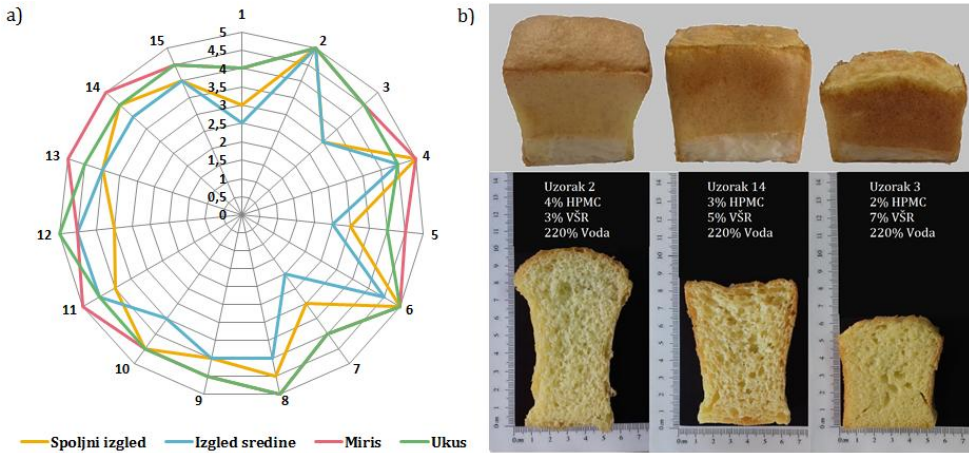 a)
1
2
3
4
5
6
7
8
9
10
11
12
13
14
15
5
4,5
4
3,5
3
2,5
2
1,5
1
0,5
0
Spoljni izgled
Izgled sredine
Miris
Ukus
b)
Uzorak 2
4% HPMC
3% VŠR
220% Voda
Uzorak 14
3% HPMC
5% VŠR
220% Voda
Uzorak 3
2% HPMC
7% VŠR
220% Voda